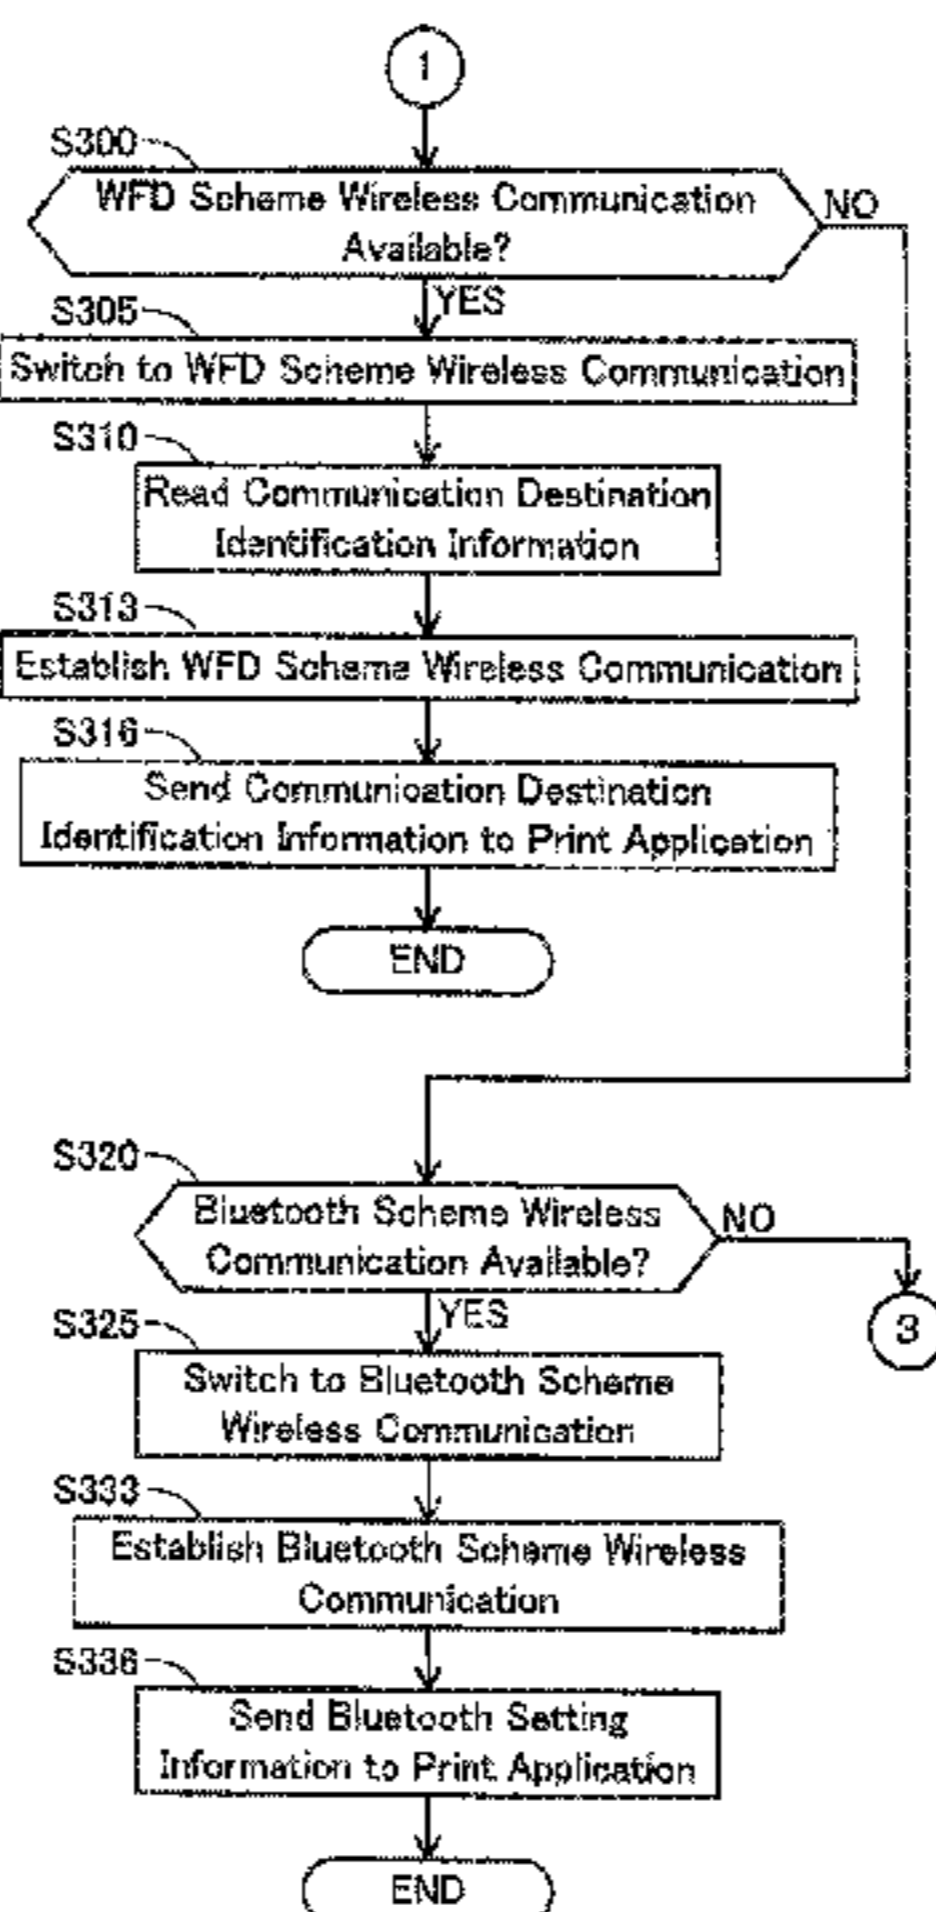 1
S300
WFD Scheme Wireless Communication
Available?
NO
YES
S305
Switch to WFD Scheme Wireless Communication
S310
Read Communication Destination
Identification Information
S313
Establish WFD Scheme Wireless Communication
S316
Send Communication Destination
Identification Information to Print Application
END
S320
Bluetooth Scheme Wireless
Communication Available?
NO
YES
3
S325
Switch to Bluetooth Scheme
Wireless Communication
S333
Establish Bluetooth Scheme Wireless
Communication
S336
Send Bluetooth Setting
Information to Print Application
END